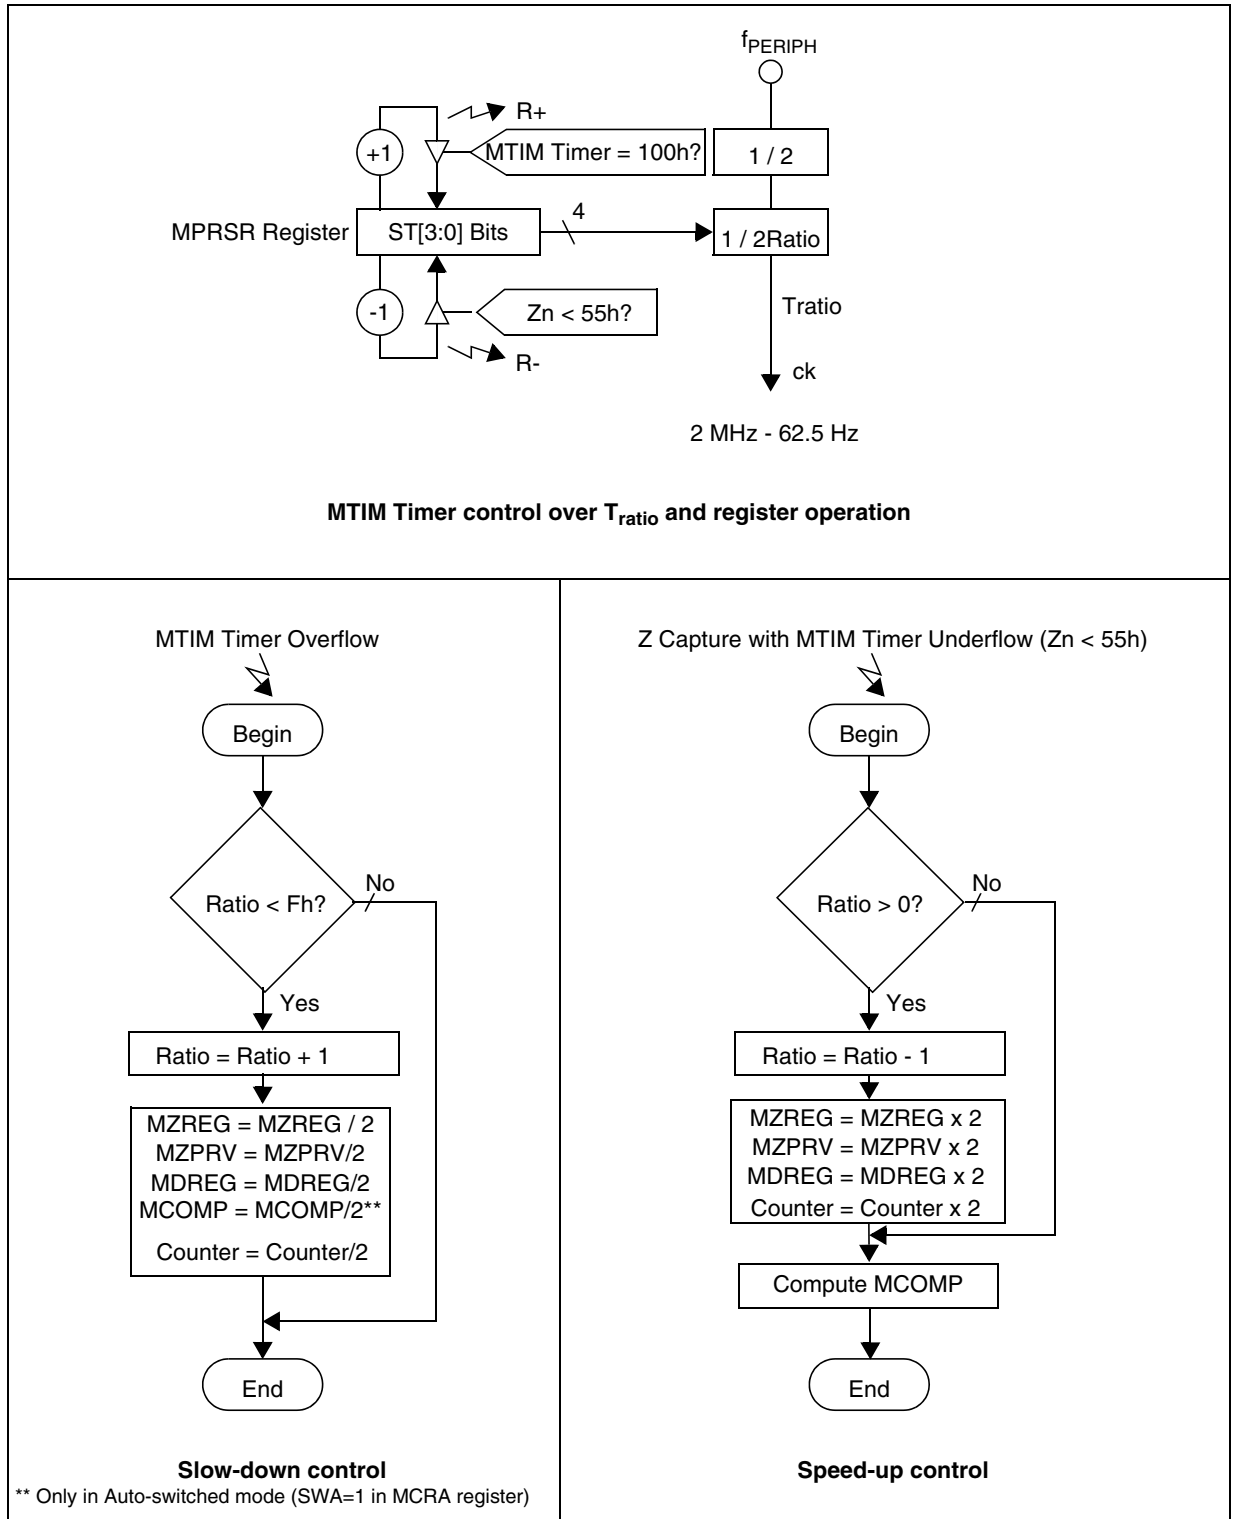 fPERIPH
R+
+1
MTIM Timer = 100h?
1 / 2
4
MPRSR Register
ST[3:0] Bits
1 / 2Ratio
-1
Zn < 55h?
Tratio
R-
ck
2 MHz - 62.5 Hz
MTIM Timer control over Tratio and register operation
MTIM Timer Overflow
Begin
No
Ratio < Fh?
Yes
Ratio = Ratio + 1
MZREG = MZREG / 2
MZPRV = MZPRV/2
MDREG = MDREG/2
MCOMP = MCOMP/2**
Counter = Counter/2
End
Slow-down control
** Only in Auto-switched mode (SWA=1 in MCRA register)
Z Capture with MTIM Timer Underflow (Zn < 55h)
Begin
No
Ratio > 0?
Yes
Ratio = Ratio - 1
MZREG = MZREG x 2
MZPRV = MZPRV x 2
MDREG = MDREG x 2
Counter = Counter x 2
Compute MCOMP
End
Speed-up control